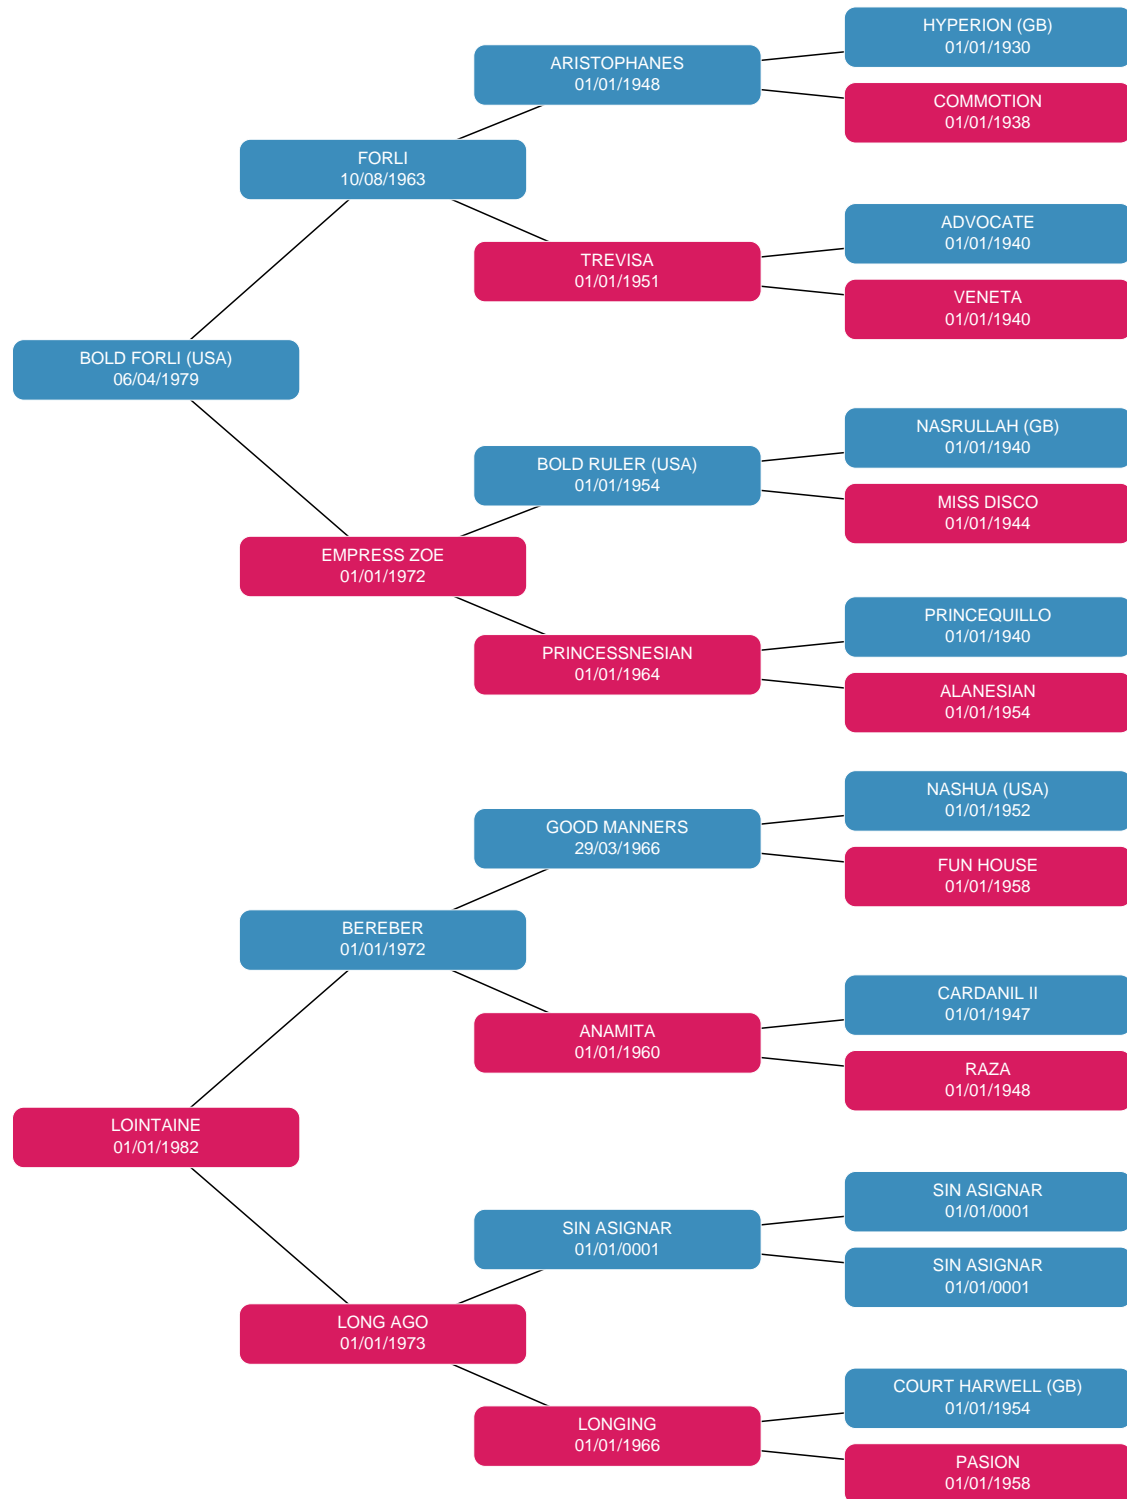 HYPERION (GB)
01/01/1930
ARISTOPHANES
01/01/1948
COMMOTION
01/01/1938
FORLI
10/08/1963
ADVOCATE
01/01/1940
TREVISA
01/01/1951
VENETA
01/01/1940
BOLD FORLI (USA)
06/04/1979
NASRULLAH (GB)
01/01/1940
BOLD RULER (USA)
01/01/1954
MISS DISCO
01/01/1944
EMPRESS ZOE
01/01/1972
PRINCEQUILLO
01/01/1940
PRINCESSNESIAN
01/01/1964
ALANESIAN
01/01/1954
NASHUA (USA)
01/01/1952
GOOD MANNERS
29/03/1966
FUN HOUSE
01/01/1958
BEREBER
01/01/1972
CARDANIL II
01/01/1947
ANAMITA
01/01/1960
RAZA
01/01/1948
LOINTAINE
01/01/1982
SIN ASIGNAR
01/01/0001
SIN ASIGNAR
01/01/0001
SIN ASIGNAR
01/01/0001
LONG AGO
01/01/1973
COURT HARWELL (GB)
01/01/1954
LONGING
01/01/1966
PASION
01/01/1958